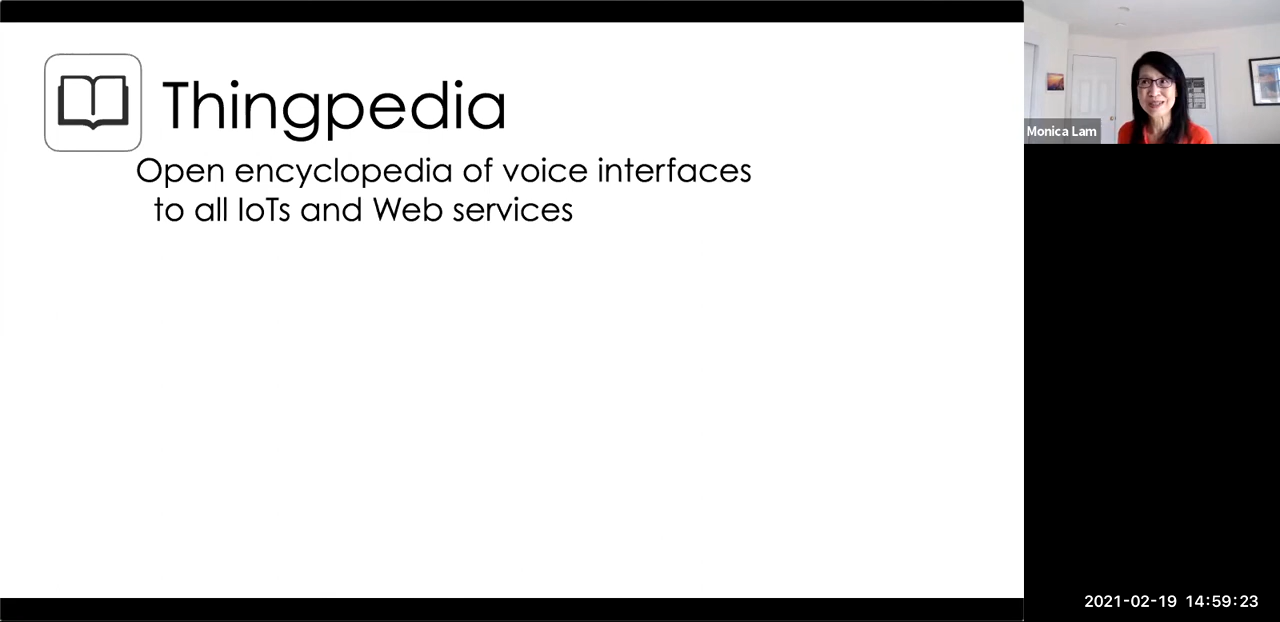 Thingpedia
Open encyclopedia of voice interfaces
to all IoTs and Web services
Monica Lam
2021-02-19 14:59:23